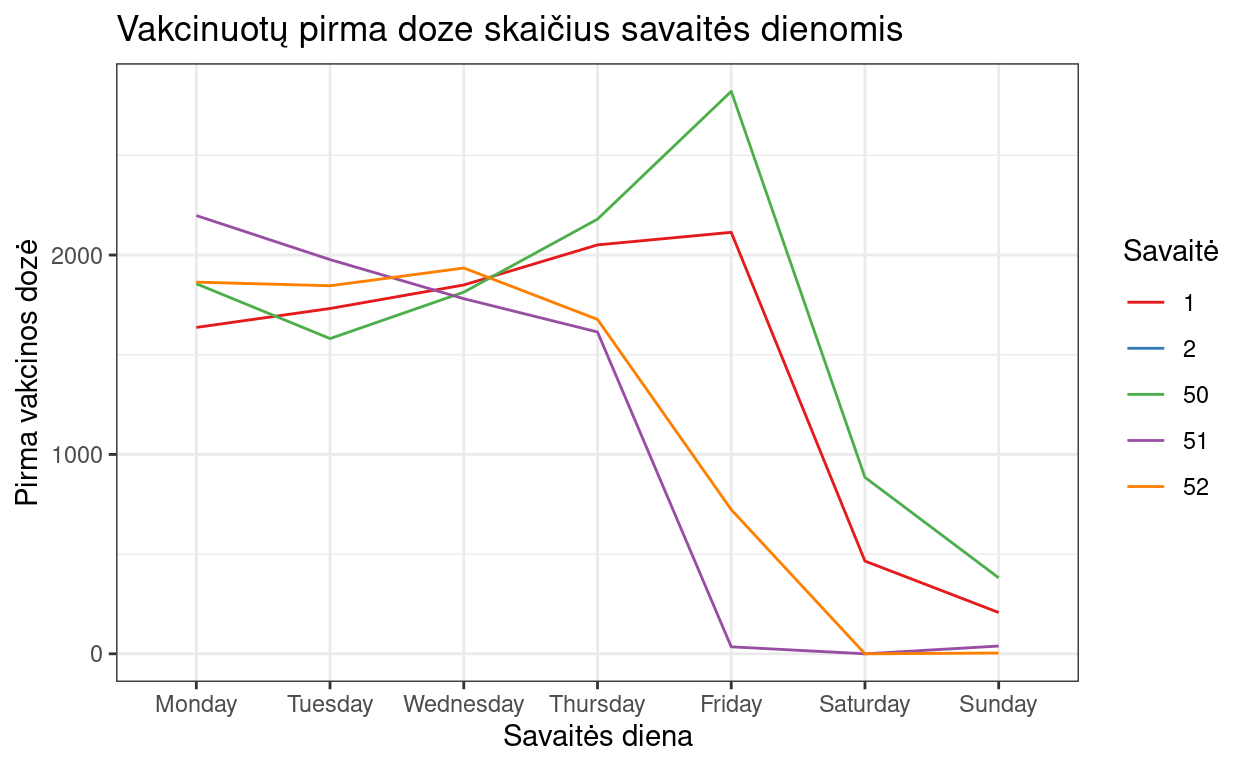 Vakcinuotų pirma doze skaičius savaitės dienomis
Pirma vakcinos dozė
2000
1000
0
Monday Tuesday Wednesday Thursday Friday Saturday Sunday
Savaitės diena
Savaitė
1
2
50
51
52